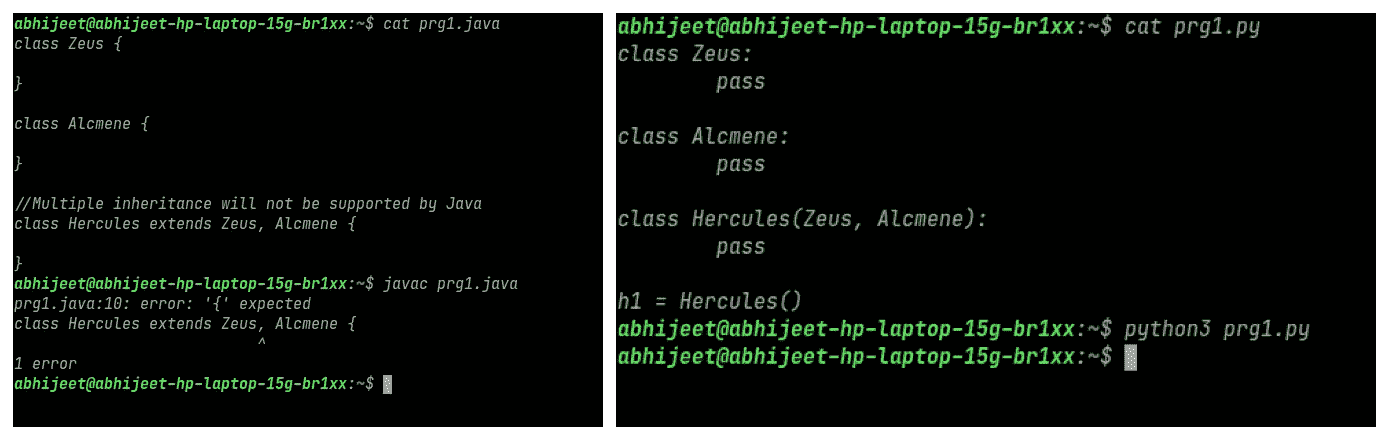 abhijeet@abhijeet-hp-laptop-15g-br1xx:~$ cat prg1.java
class Zeus {
}
class Alcmene {
}
//Multiple inheritance will not be supported by Java
class Hercules extends Zeus, Alcmene {
}
abhijeet@abhijeet-hp-laptop-15g-br1xx:~$ javac prg1.java
prg1.java:10: error: '{' expected
class Hercules extends Zeus, Alcmene {
^
1 error
abhijeet@abhijeet-hp-laptop-15g-br1xx:~$
abhijeet@abhijeet-hp-laptop-15g-br1xx:~$ cat prg1.py
class Zeus:
pass
class Alcmene:
pass
class Hercules(Zeus, Alcmene):
pass
h1 = Hercules()
abhijeet@abhijeet-hp-laptop-15g-br1xx:~$ python3 prg1.py
abhijeet@abhijeet-hp-laptop-15g-br1xx:~$